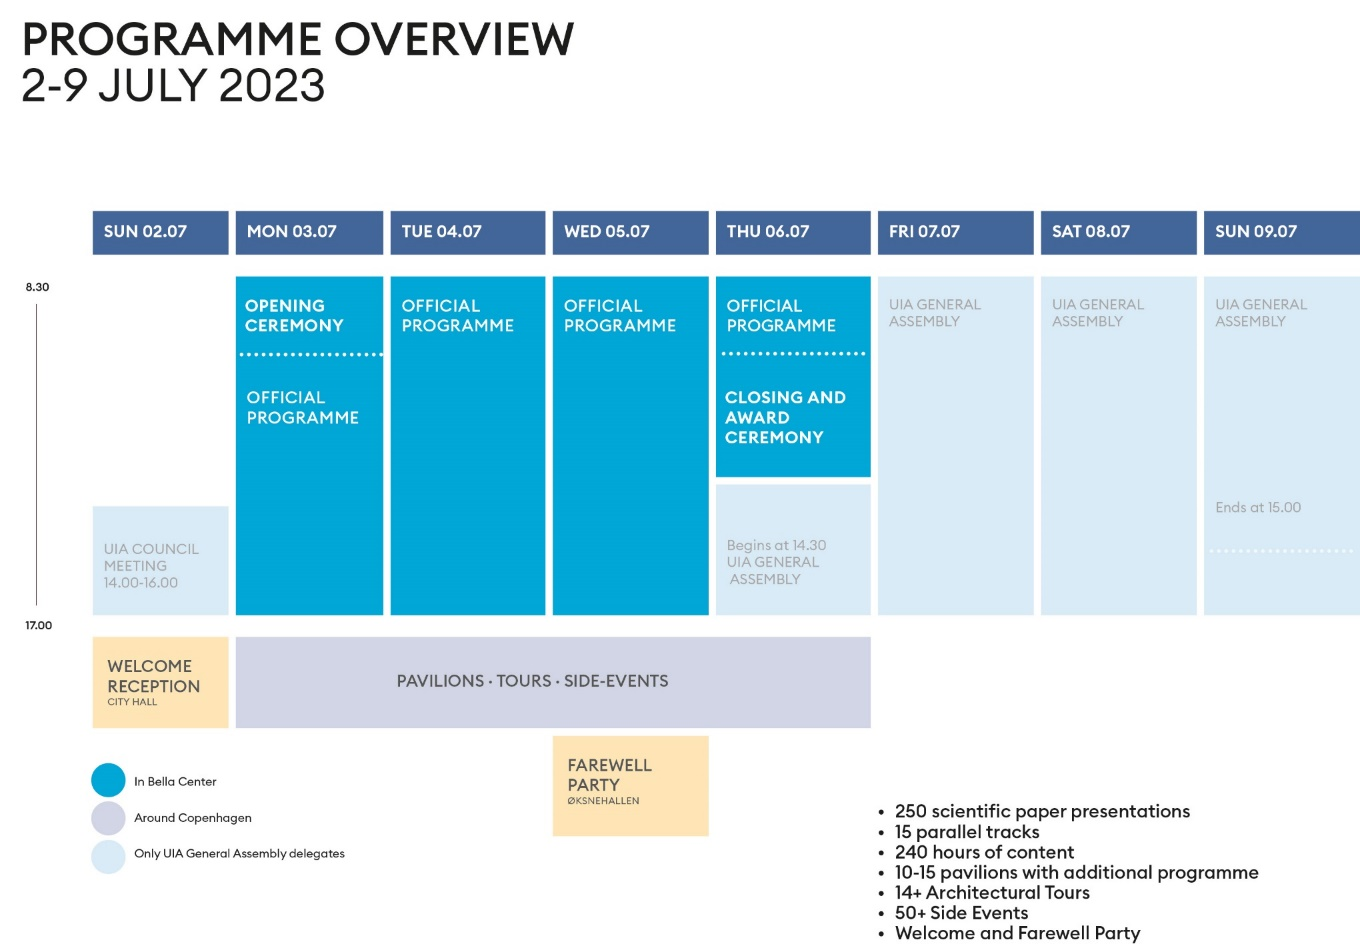 PROGRAMME OVERVIEW
2-9 JULY 2023
SUN 02.07
MON 03.07
TUE 04.07
WED 05.07
THU 06.07
FRI 07.07
SAT 08.07
SUN 09.07
8.30
17.00
UIA COUNCIL
MEETING
14.00-16.00
OPENING
CEREMONY
OFFICIAL
PROGRAMME
OFFICIAL
PROGRAMME
OFFICIAL
PROGRAMME
OFFICIAL
PROGRAMME
CLOSING AND
AWARD
CEREMONY
Begins at 14.30
UIA GENERAL
ASSEMBLY
UIA GENERAL
ASSEMBLY
UIA GENERAL
ASSEMBLY
UIA GENERAL
ASSEMBLY
Ends at 15.00
WELCOME
RECEPTION
CITY HALL
PAVILIONS · TOURS · SIDE-EVENTS
FAREWELL
PARTY
ØKSNEHALLEN
In Bella Center
Around Copenhagen
Only UIA General Assembly delegates
• 250 scientific paper presentations
• 15 parallel tracks
• 240 hours of content
• 10-15 pavilions with additional programme
• 14+ Architectural Tours
• 50+ Side Events
• Welcome and Farewell Party